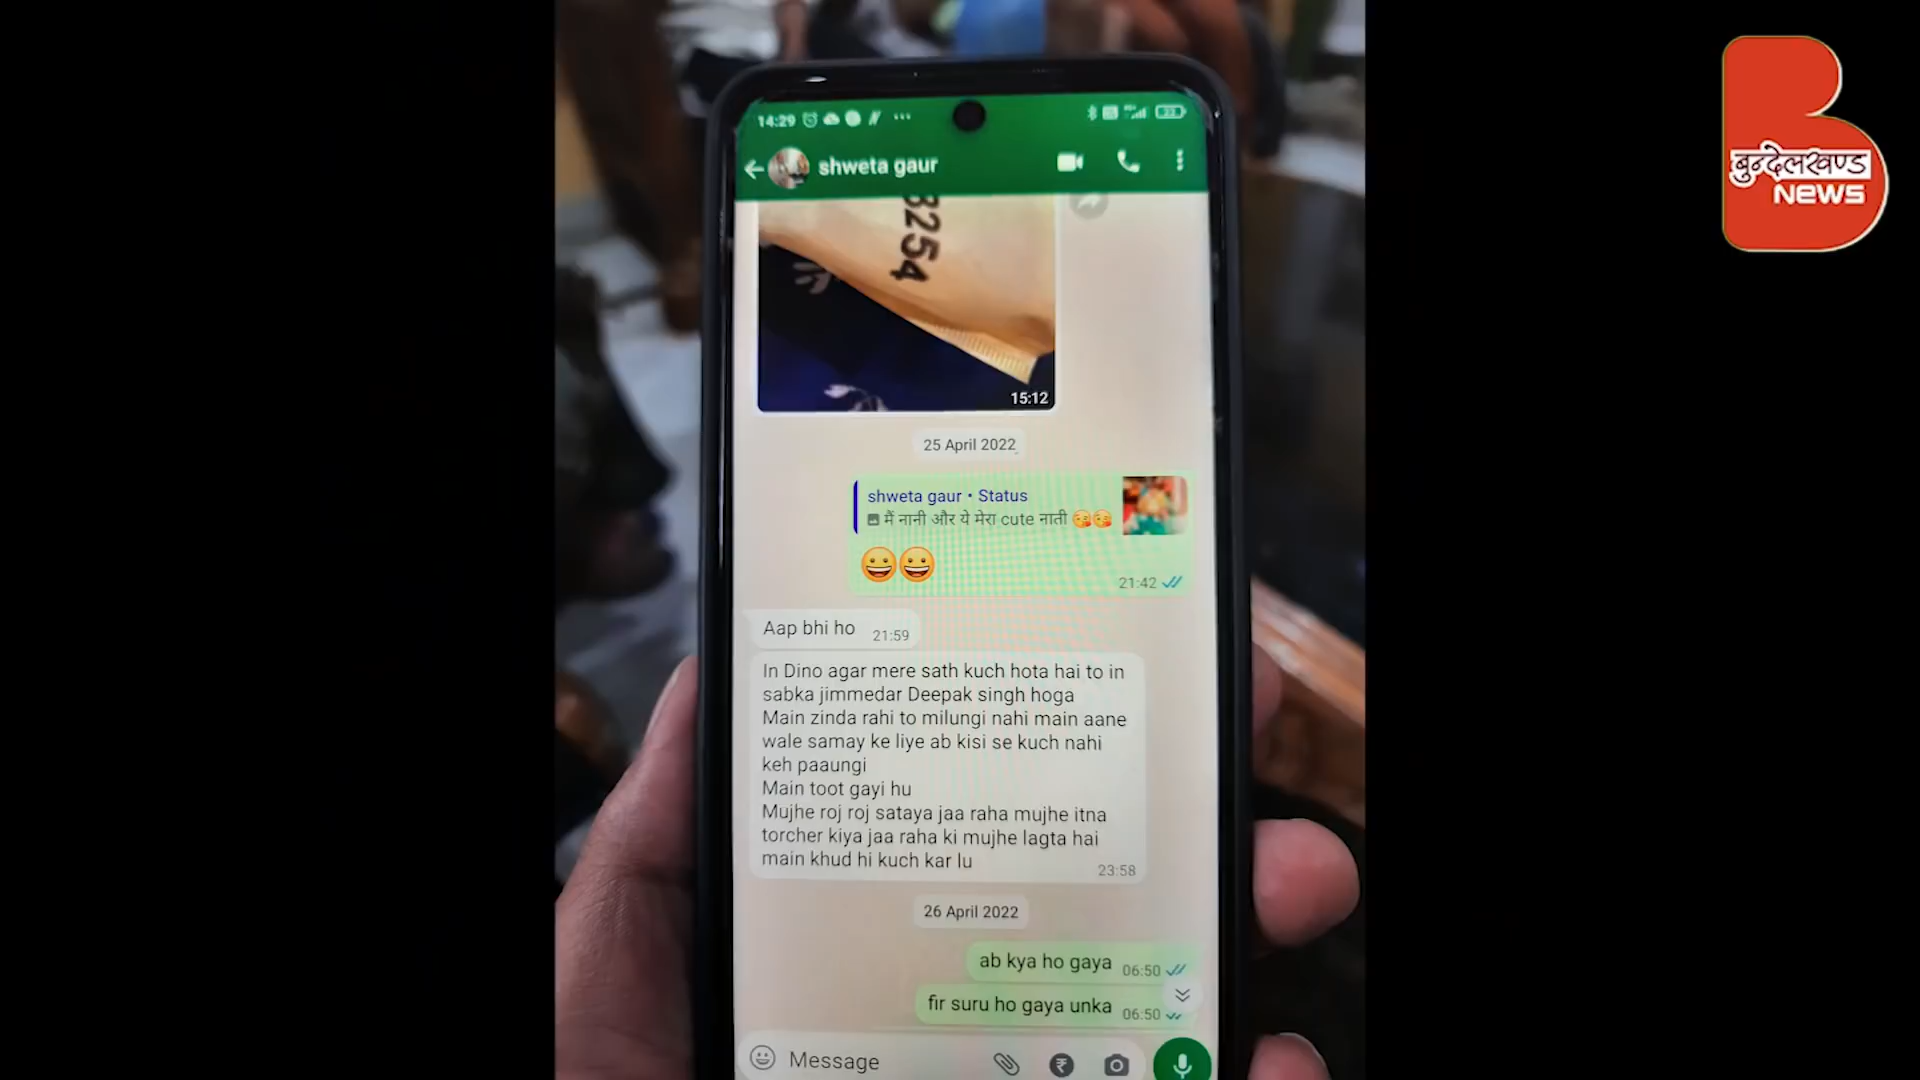 14:29
shweta gaur
3254
15:12
25 April 2022
shweta gaur • Status
मैं नानी और ये मेरा cute नाती 😘😘
😀😀
21:42
Aap bhi ho 21:59
In Dino agar mere sath kuch hota hai to in
sabka jimmedar Deepak singh hoga
Main zinda rahi to milungi nahi main aane
wale samay ke liye ab kisi se kuch nahi
keh paaungi
Main toot gayi hu
Mujhe roj roj sataya jaa raha mujhe itna
torcher kiya jaa raha ki mujhe lagta hai
main khud hi kuch kar lu
23:58
26 April 2022
ab kya ho gaya 06:50
fir suru ho gaya unka 06:50
Message
बुन्देलखण्ड
NEWS